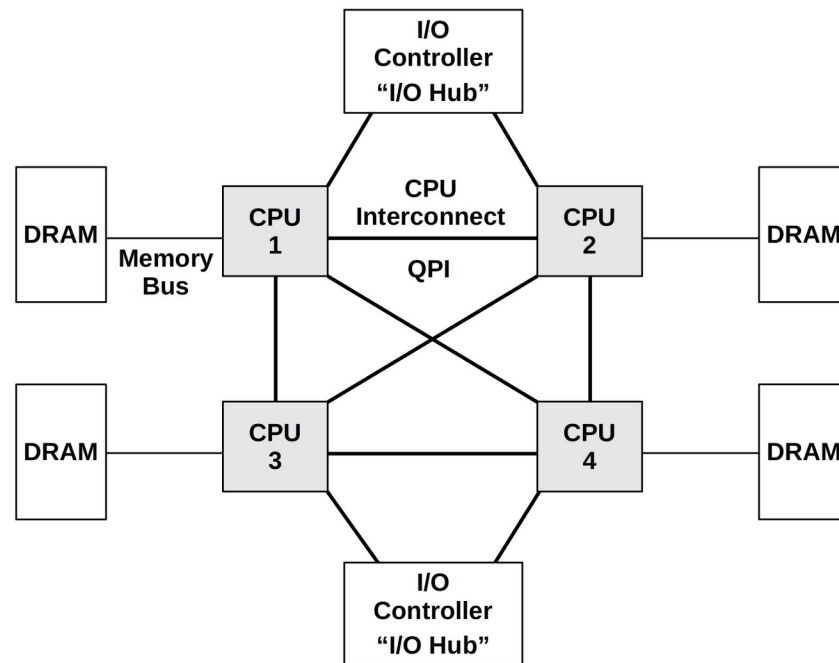 I/O
Controller
“I/O Hub”
CPU
Interconnect
QPI
DRAM
Memory
Bus
CPU
1
CPU
2
DRAM
DRAM
CPU
3
CPU
4
DRAM
I/O
Controller
“I/O Hub”